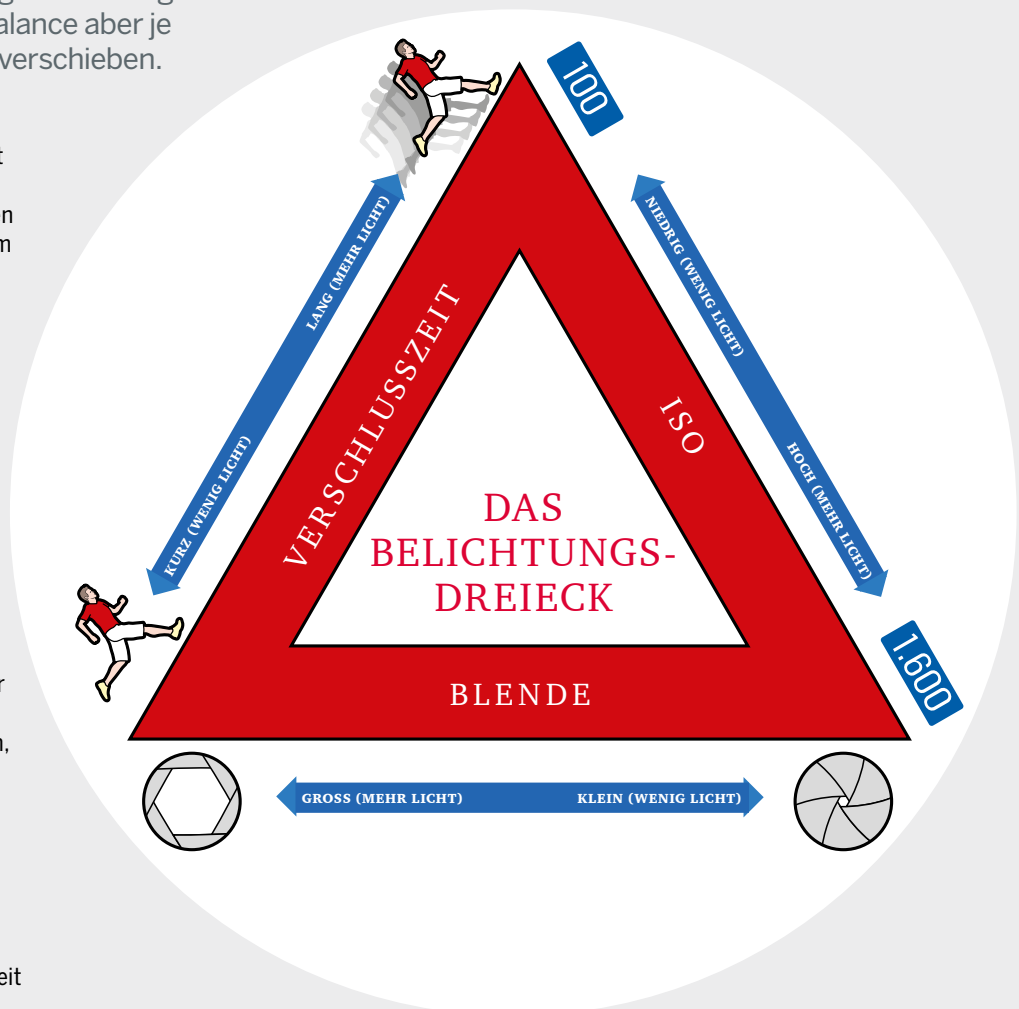 alance aber je
verschieben.
100
LANG (MEHR LICHT)
KURZ (WENIG LICHT)
VERSCHLUSSZEIT
NIEDRIG (WENIG LICHT)
HOCH (MEHR LICHT)
ISO
1.600
DAS
BELICHTUNGS-
DREIECK
BLENDE
GROSS (MEHR LICHT)
KLEIN (WENIG LICHT)
eit